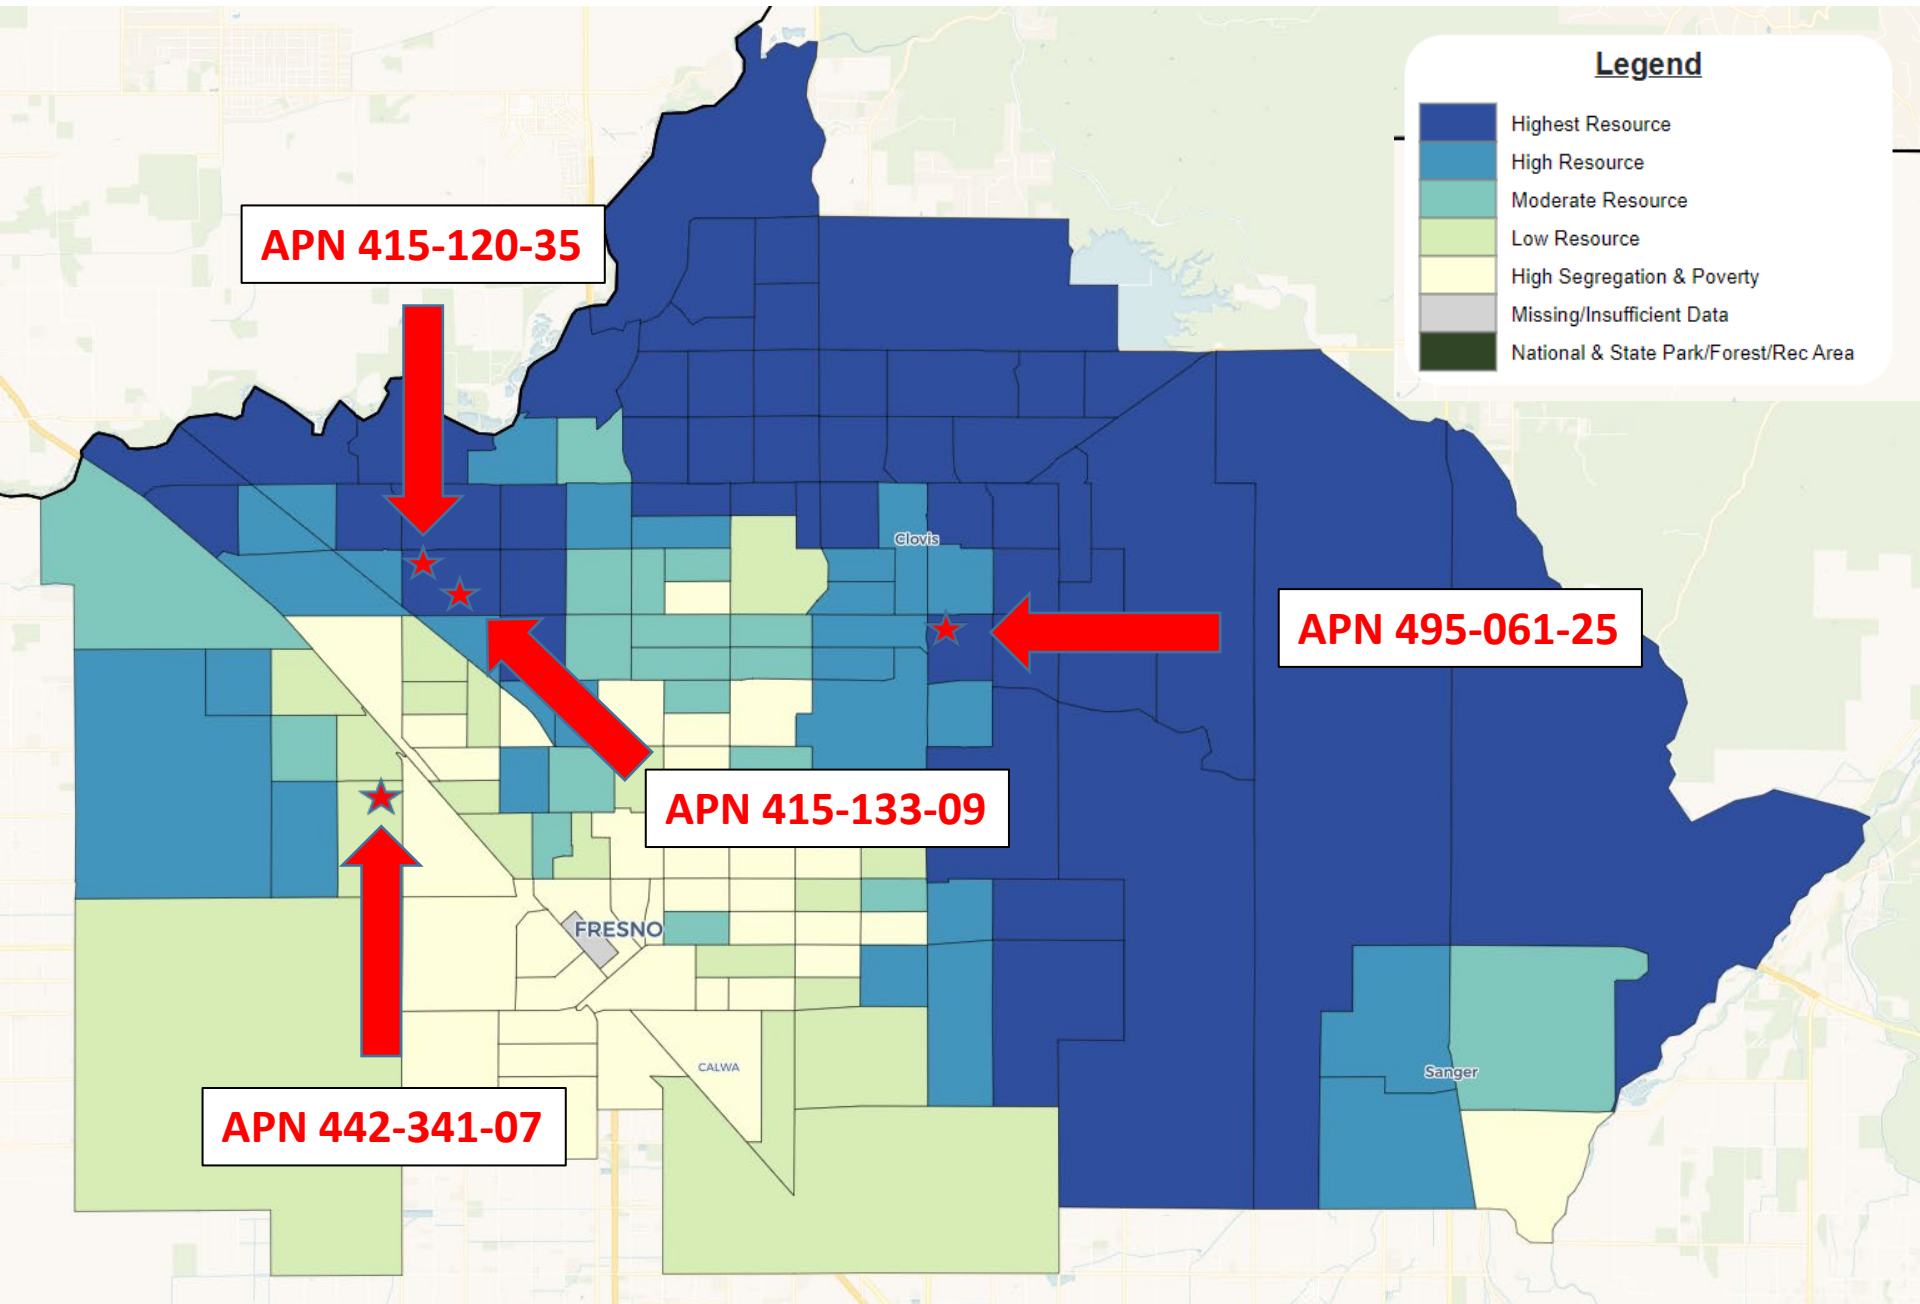 Legend
Highest Resource
High Resource
Moderate Resource
Low Resource
High Segregation & Poverty
Missing/Insufficient Data
National & State Park/Forest/Rec Area
APN 415-120-35
Clovis
APN 495-061-25
APN 415-133-09
FRESNO
CALWA
Sanger
APN 442-341-07